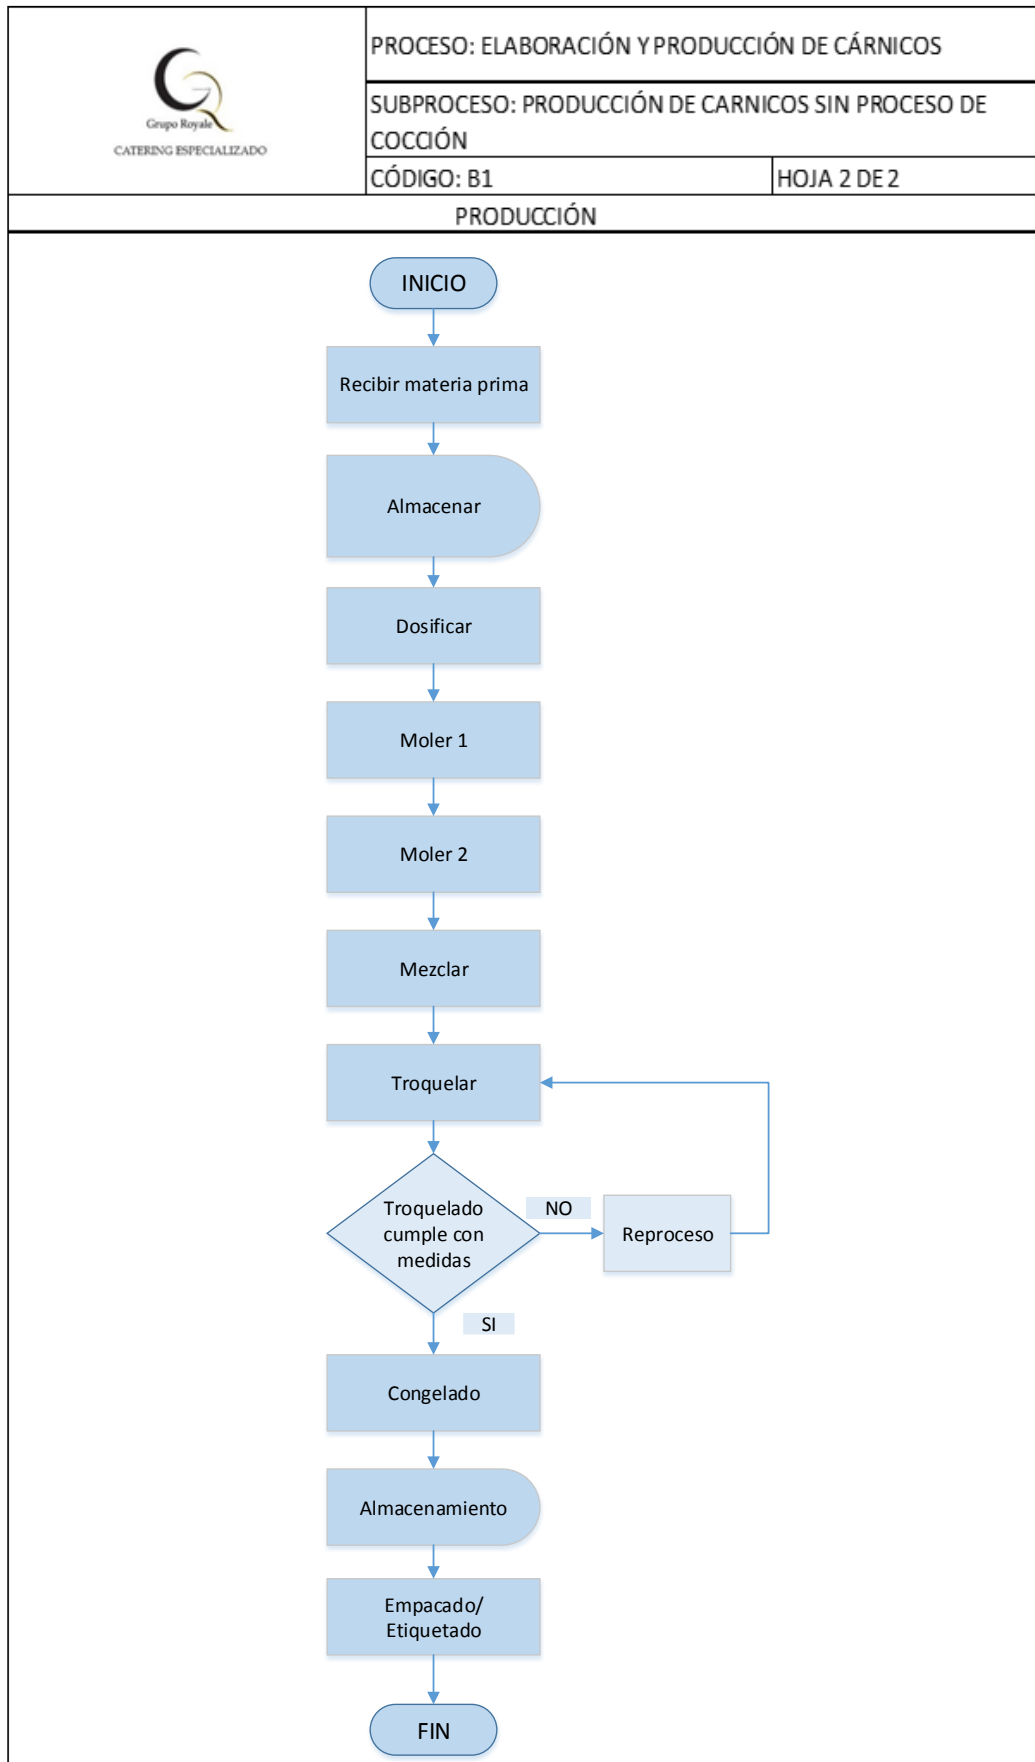 Grupo Royale
CATERING ESPECIALIZADO
PROCESO: ELABORACIÓN Y PRODUCCIÓN DE CÁRNICOS
SUBPROCESO: PRODUCCIÓN DE CARNICOS SIN PROCESO DE
COCCIÓN
CÓDIGO: B1
HOJA 2 DE 2
PRODUCCIÓN
INICIO
Recibir materia prima
Almacenar
Dosificar
Moler 1
Moler 2
Mezclar
Troquelar
Troquelado
cumple con
medidas
NO
Reproceso
SI
Congelado
Almacenamiento
Empacado/
Etiquetado
FIN